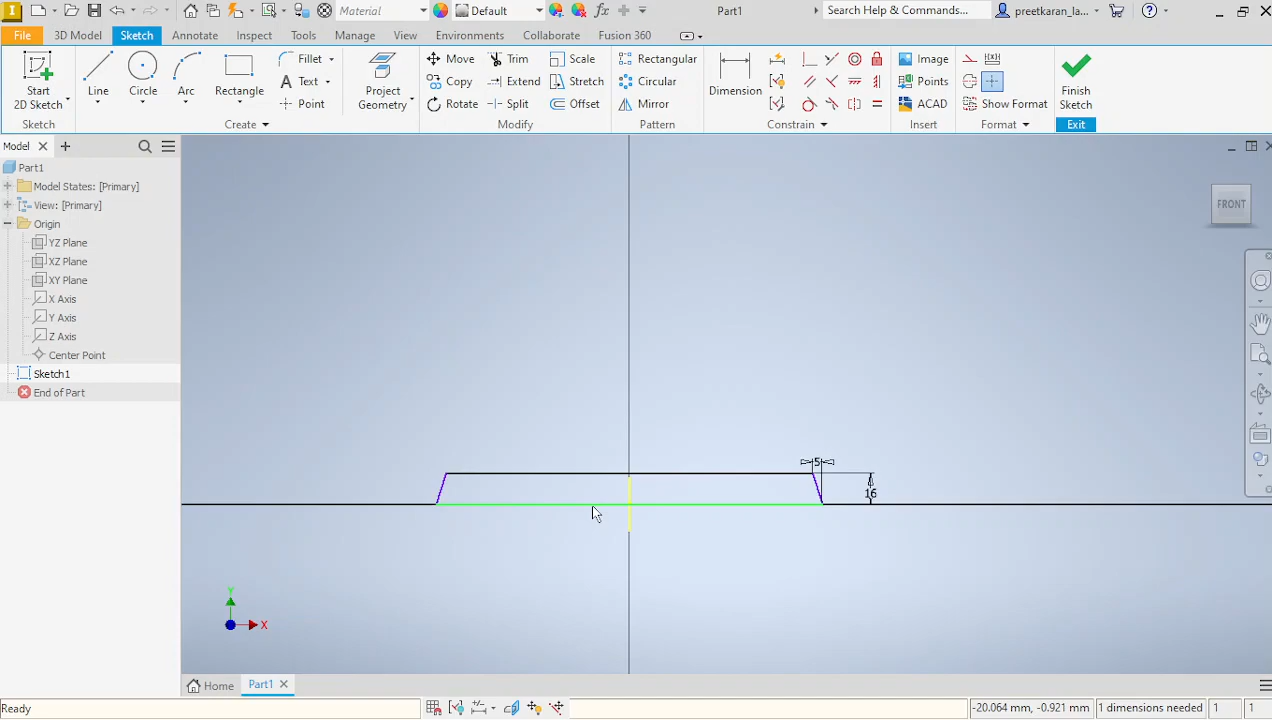 Material Default fx Part1 Search Help & Commands... preetkaran_la...
File 3D Model Sketch Annotate Inspect Tools Manage View Environments Collaborate Fusion 360
Start
2D Sketch
Line
Circle
Arc
Rectangle
Fillet
Text
Point
Project
Geometry
Move
Copy
Rotate
Trim
Extend
Split
Scale
Stretch
Offset
Rectangular
Circular
Mirror
Dimension
Image
Points
ACAD
Show Format
Finish
Sketch
Sketch Create Modify Pattern Constrain Insert Format Exit
Model
Part1
Model States: [Primary]
View: [Primary]
Origin
YZ Plane
XZ Plane
XY Plane
X Axis
Y Axis
Z Axis
Center Point
Sketch1
End of Part
FRONT
5
16
Y
X
Home Part1
Ready -20.064 mm, -0.921 mm 1 dimensions needed 1 1